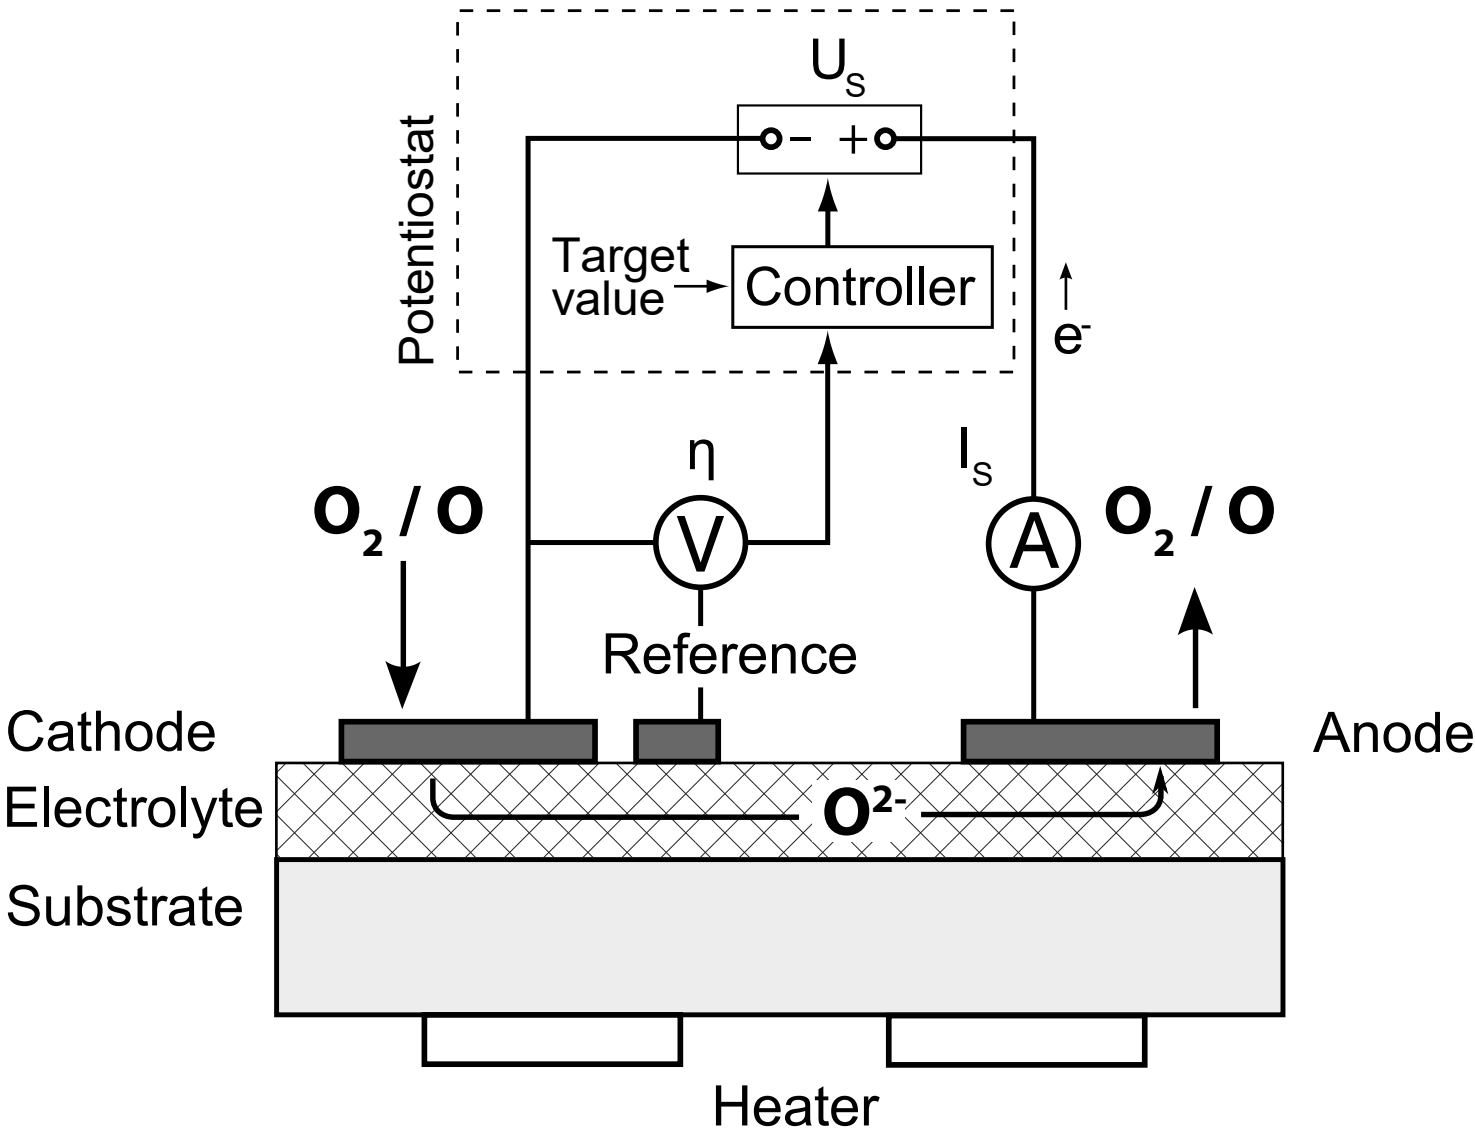 U_S
- +
Potentiostat
Target
value
Controller
e⁻
η
I_S
O₂ / O
V
A
O₂ / O
Reference
Cathode
Anode
Electrolyte
O²⁻
Substrate
Heater